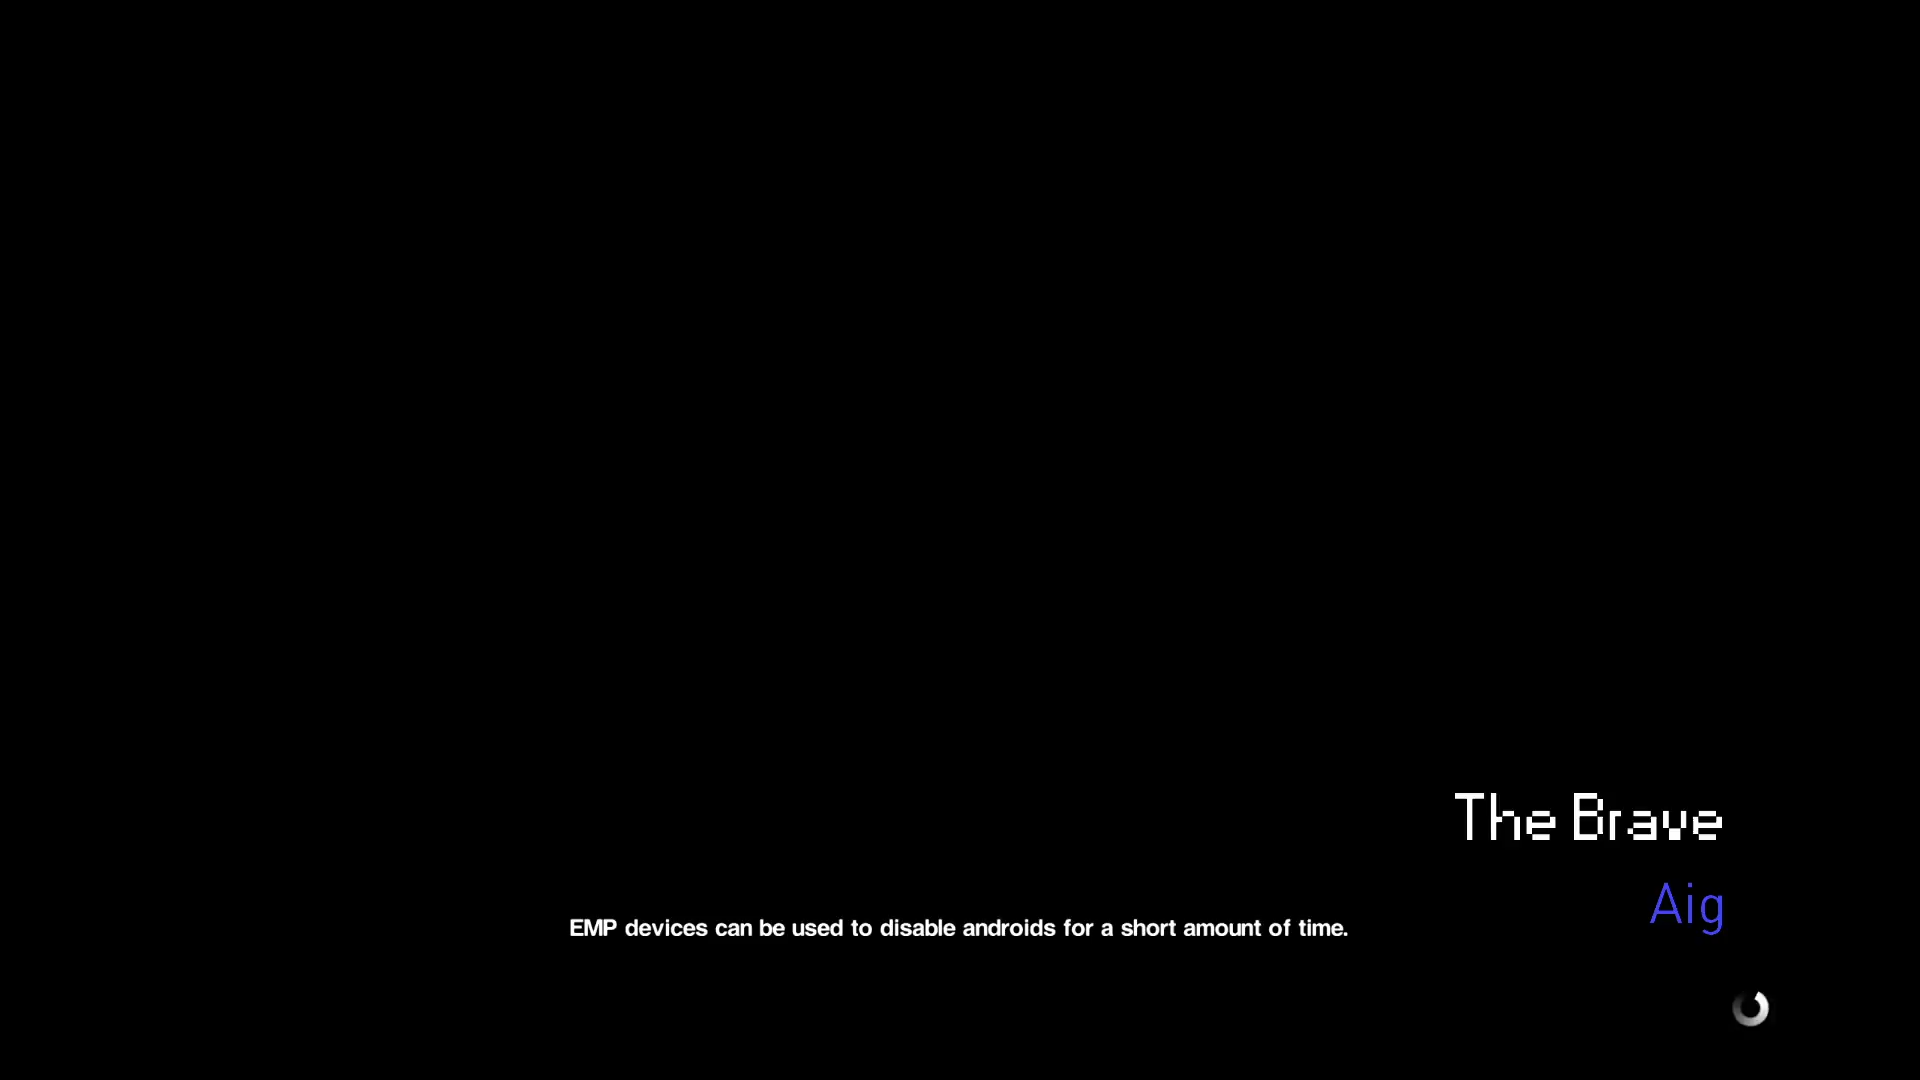 The Brave
Aig
EMP devices can be used to disable androids for a short amount of time.